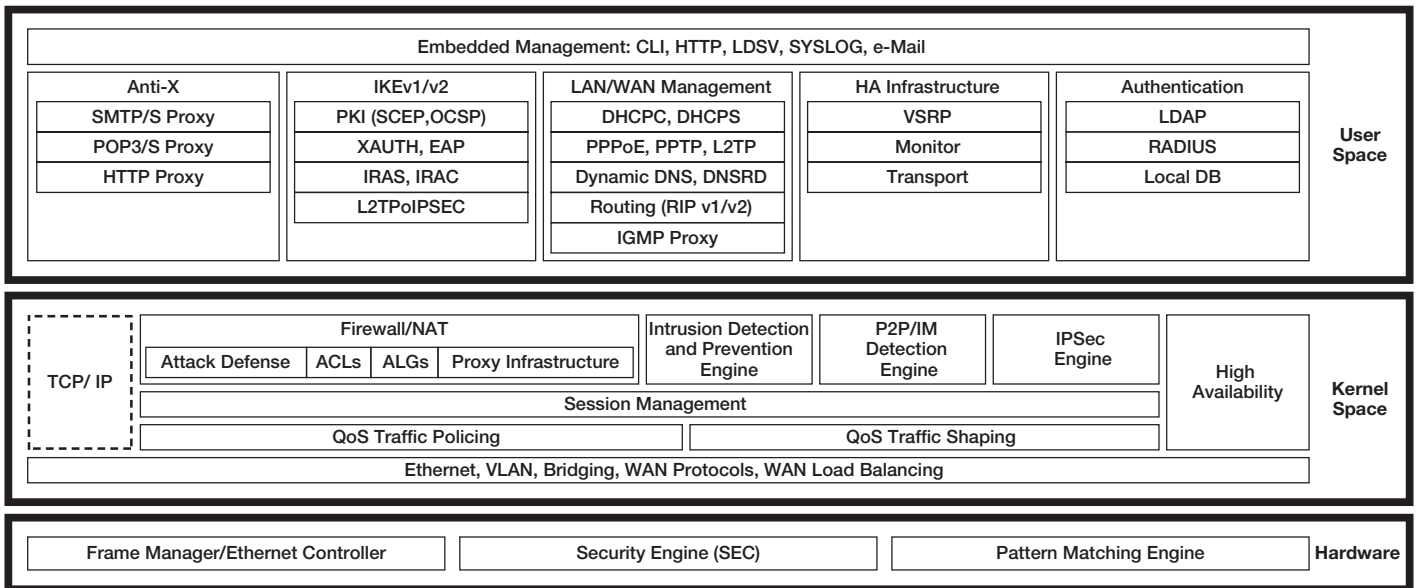 Embedded Management: CLI, HTTP, LDSV, SYSLOG, e-Mail
Anti-X
SMTP/S Proxy
POP3/S Proxy
HTTP Proxy
IKEv1/v2
PKI (SCEP,OCSP)
XAUTH, EAP
IRAS, IRAC
L2TPoIPSEC
LAN/WAN Management
DHCPC, DHCPS
PPPoE, PPTP, L2TP
Dynamic DNS, DNSRD
Routing (RIP v1/v2)
IGMP Proxy
HA Infrastructure
VSRP
Monitor
Transport
Authentication
LDAP
RADIUS
Local DB
User
Space
TCP/ IP
Firewall/NAT
Attack Defense
ACLs
ALGs
Proxy Infrastructure
Intrusion Detection
and Prevention
Engine
P2P/IM
Detection
Engine
IPSec
Engine
High
Availability
Session Management
QoS Traffic Policing
QoS Traffic Shaping
Ethernet, VLAN, Bridging, WAN Protocols, WAN Load Balancing
Kernel
Space
Frame Manager/Ethernet Controller
Security Engine (SEC)
Pattern Matching Engine
Hardware